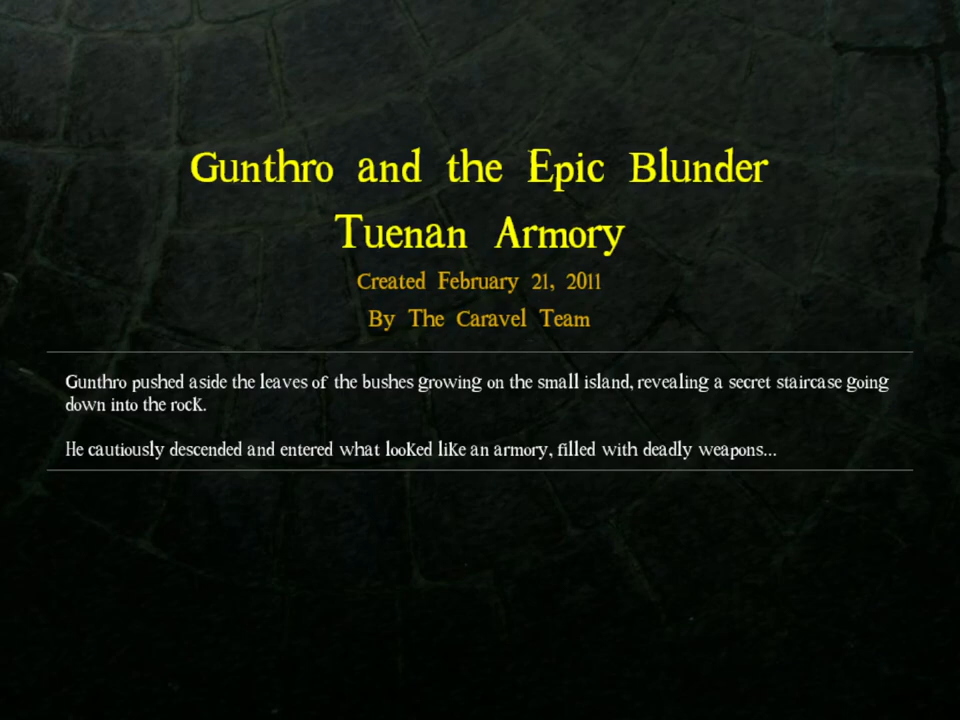 Gunthro and the Epic Blunder
Tuenan Armory
Created February 21, 2011
By The Caravel Team
Gunthro pushed aside the leaves of the bushes growing on the small island, revealing a secret staircase going
down into the rock.
He cautiously descended and entered what looked like an armory, filled with deadly weapons...